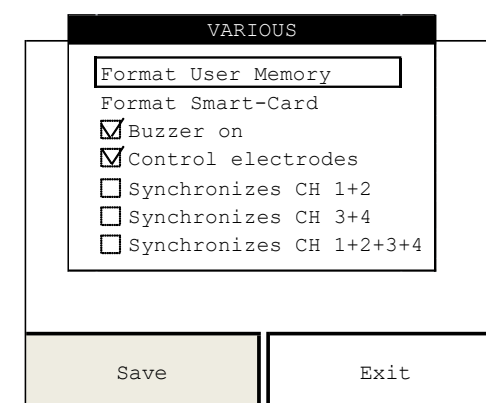 VARIOUS
Format User Memory
Format Smart-Card
Buzzer on
Control electrodes
Synchronizes CH 1+2
Synchronizes CH 3+4
Synchronizes CH 1+2+3+4
Save Exit